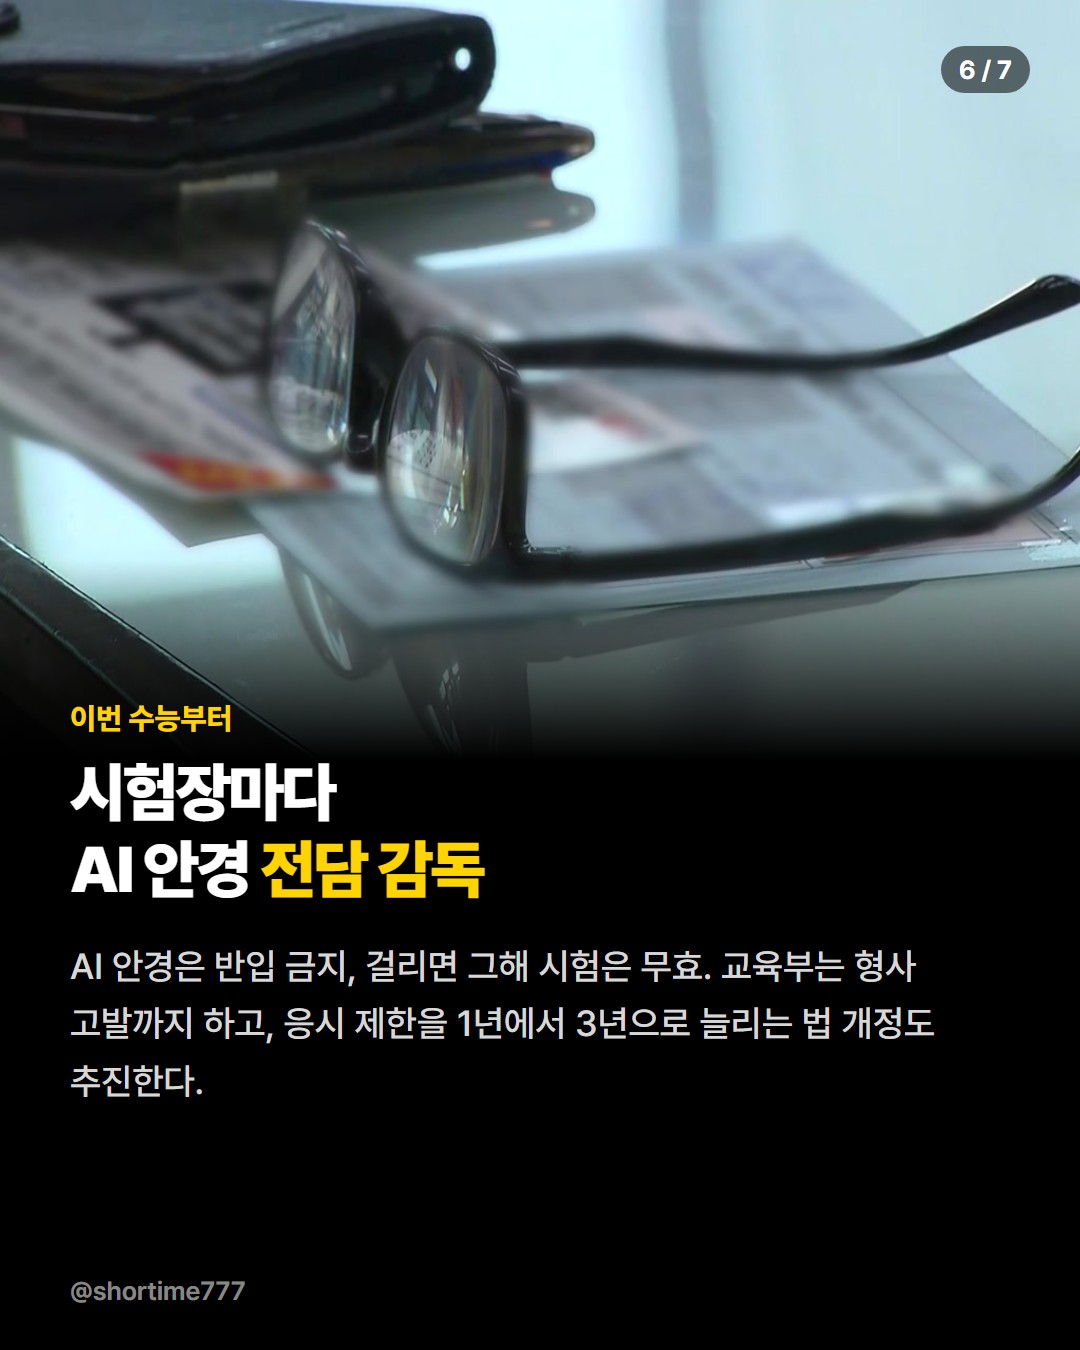 6 / 7
이번 수능부터
시험장마다
AI 안경 전담 감독
AI 안경은 반입 금지, 걸리면 그해 시험은 무효. 교육부는 형사
고발까지 하고, 응시 제한을 1년에서 3년으로 늘리는 법 개정도
추진한다.
@shortime777